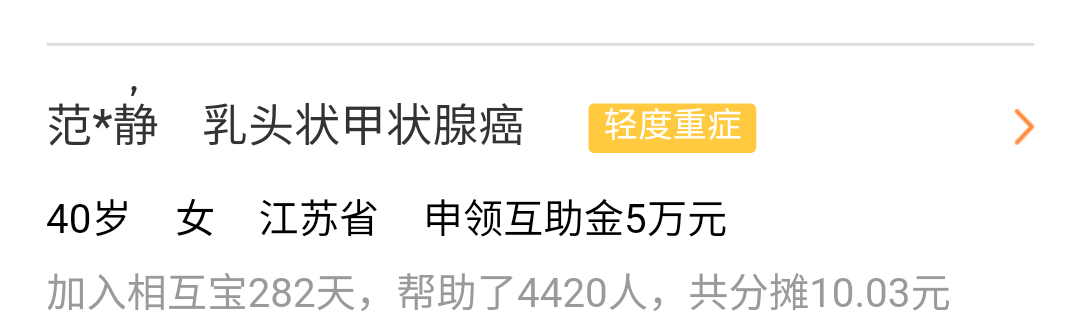 范*静 乳头状甲状腺癌 轻度重症
40岁 女 江苏省 申领互助金5万元
加入相互宝282天，帮助了4420人，共分摊10.03元